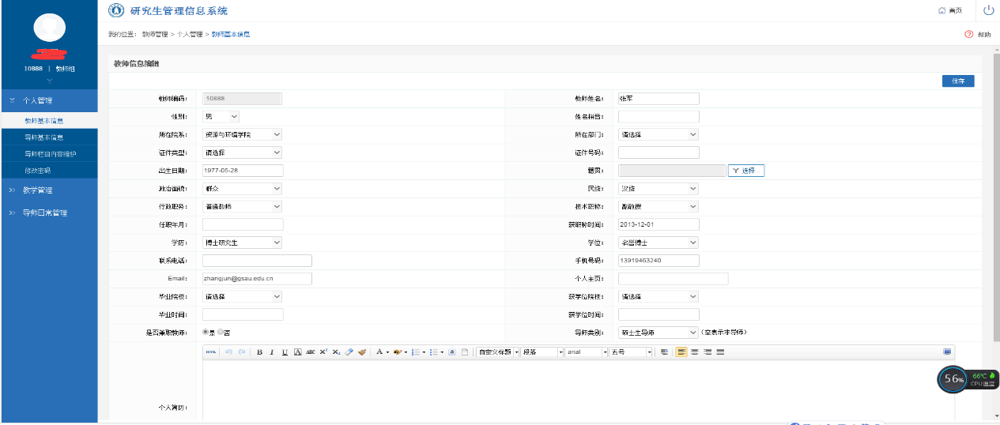 研究生管理信息系统
首页
我的位置： 教师管理 > 个人管理 > 教师基本信息
帮助
10888 | 教师组
个人管理
教师基本信息
导师基本信息
导师栏目内容维护
修改密码
教学管理
导师日常管理
教师信息编辑
保存
教师编码： 10888 教师姓名： 张军
性别： 男 姓名拼音：
所在院系： 资源与环境学院 所在部门： 请选择
证件类型： 请选择 证件号码：
出生日期： 1977-05-28 籍贯： 选择
政治面貌： 群众 民族： 汉族
行政职务： 普通教师 技术职称： 副教授
任职年月： 获职称时间： 2013-12-01
学历： 博士研究生 学位： 名誉博士
联系电话： 手机号码： 13919463240
Email： zhangjun@gsau.edu.cn 个人主页：
毕业院校： 请选择 获学位院校： 请选择
毕业时间： 获学位时间：
是否兼职教师： 是 否 导师类别： 硕士生导师 (空表示非导师)
HTML B I U A ABC X² X₂ A 自定义标题 段落 arial 五号
个人简历：
56% 66℃
CPU温度